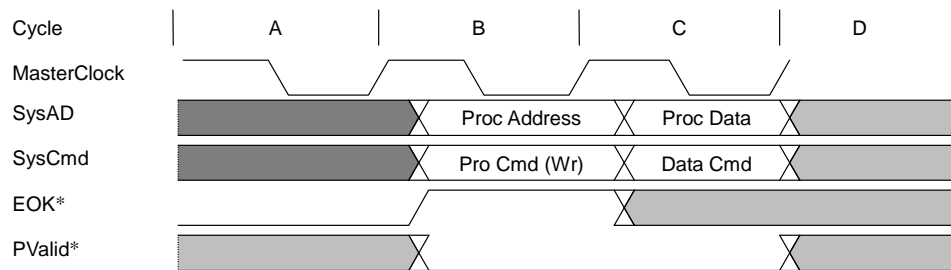 Cycle A B C D
MasterClock
SysAD Proc Address Proc Data
SysCmd Pro Cmd (Wr) Data Cmd
EOK*
PValid*